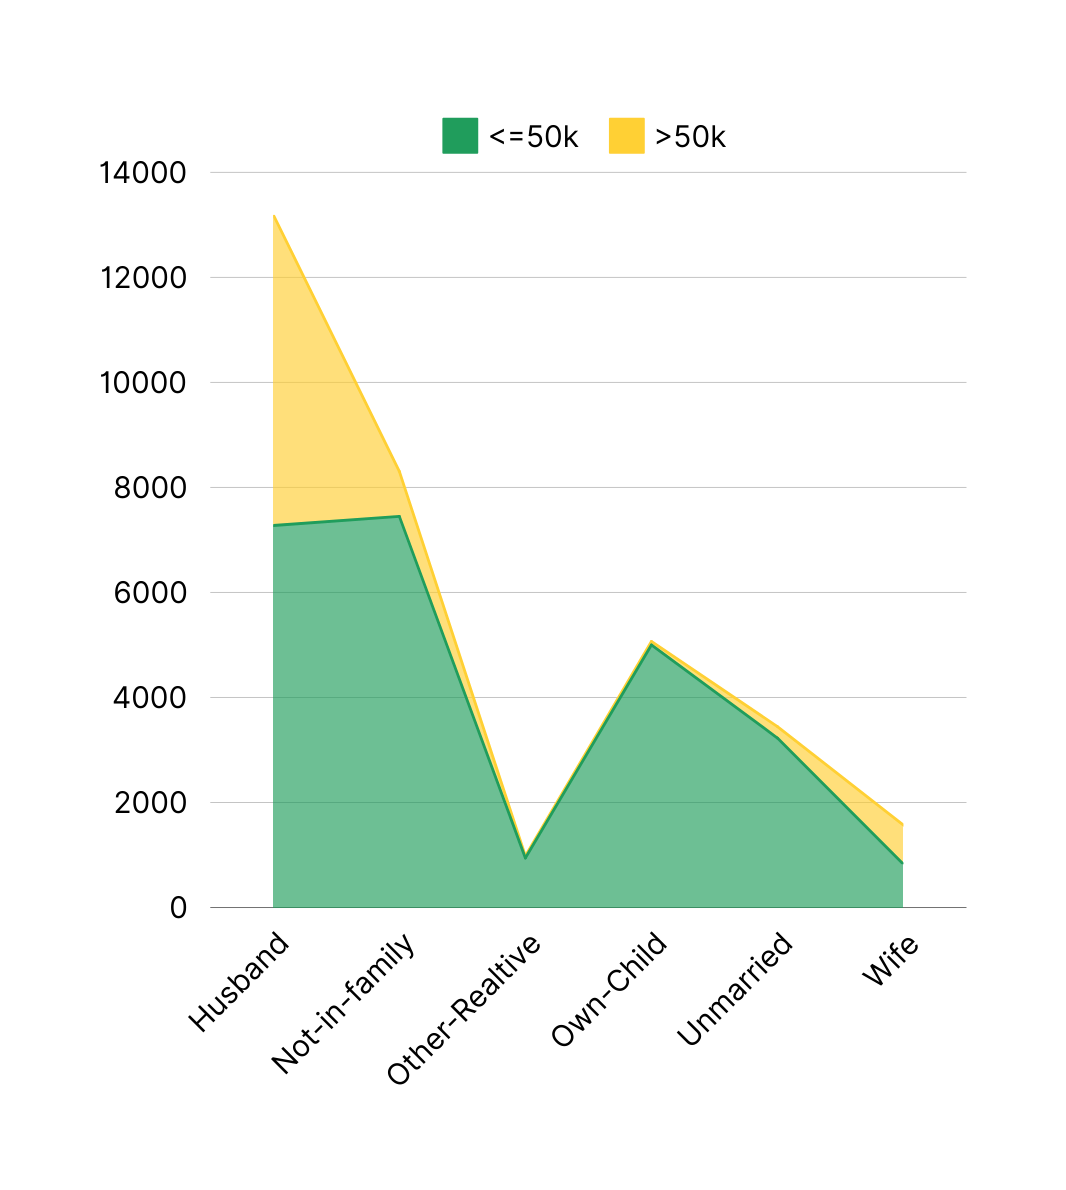 <=50k >50k
14000
12000
10000
8000
6000
4000
2000
0
Husband
Not-in-family
Other-Realtive
Own-Child
Unmarried
Wife